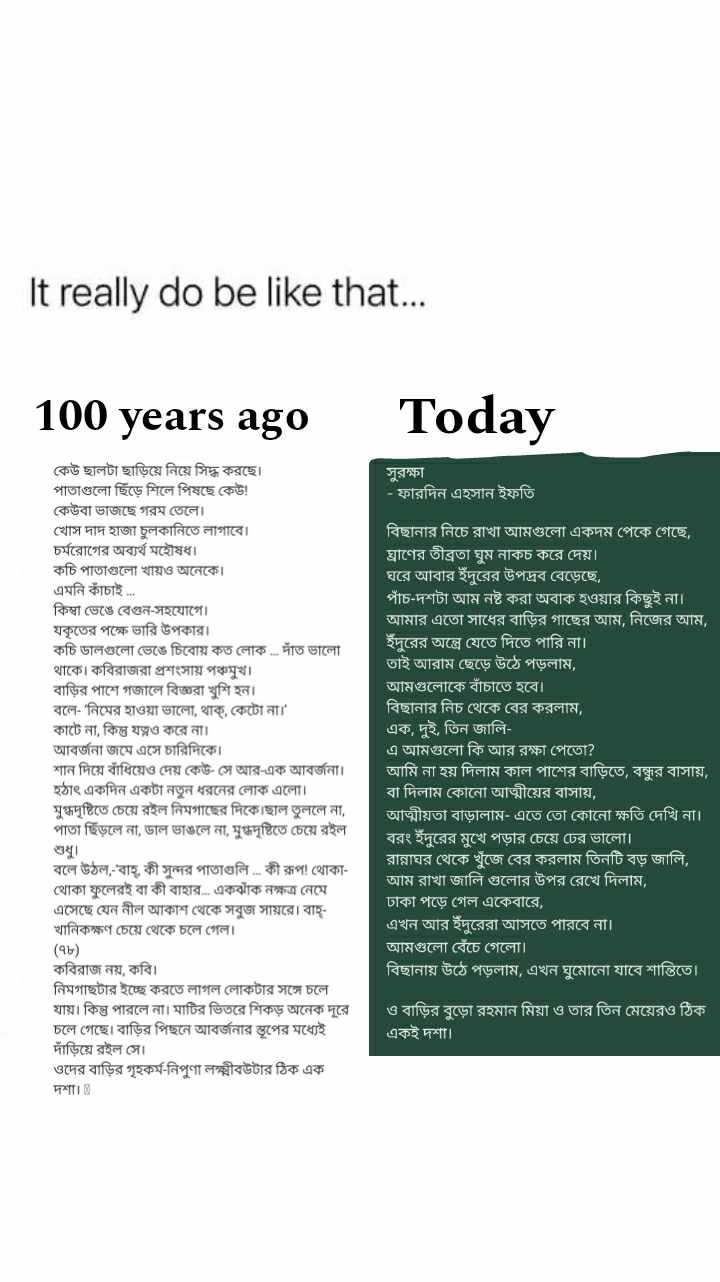 It really do be like that...
100 years ago
কেউ ছালটা ছাড়িয়ে নিয়ে সিদ্ধ করছে।
পাতাগুলো ছিঁড়ে শিলে পিষছে কেউ!
কেউবা ভাজছে গরম তেলে।
খোস দাদ হাজা চুলকানিতে লাগাবে।
চর্মরোগের অব্যর্থ মহৌষধ।
কচি পাতাগুলো খায়ও অনেকে।
এমনি কাঁচাই ...
কিম্বা ভেঙে বেগুন-সহযোগে।
যকৃতের পক্ষে ভারি উপকার।
কচি ডালগুলো ভেঙে চিবোয় কত লোক ... দাঁত ভালো
থাকে। কবিরাজরা প্রশংসায় পঞ্চমুখ।
বাড়ির পাশে গজালে বিজ্ঞরা খুশি হন।
বলে- ‘নিমের হাওয়া ভালো, থাক্, কেটো না।’
কাটে না, কিন্তু যত্নও করে না।
আবর্জনা জমে এসে চারিদিকে।
শান দিয়ে বাঁধিয়েও দেয় কেউ- সে আর-এক আবর্জনা।
হঠাৎ একদিন একটা নতুন ধরনের লোক এলো।
মুগ্ধদৃষ্টিতে চেয়ে রইল নিমগাছের দিকে।ছাল তুললে না,
পাতা ছিঁড়লে না, ডাল ভাঙলে না, মুগ্ধদৃষ্টিতে চেয়ে রইল
শুধু।
বলে উঠল,-‘বাহ্, কী সুন্দর পাতাগুলি ... কী রূপ! থোকা-
থোকা ফুলেরই বা কী বাহার... একঝাঁক নক্ষত্র নেমে
এসেছে যেন নীল আকাশ থেকে সবুজ সায়রে। বাহ্-
খানিকক্ষণ চেয়ে থেকে চলে গেল।
(৭৮)
কবিরাজ নয়, কবি।
নিমগাছটার ইচ্ছে করতে লাগল লোকটার সঙ্গে চলে
যায়। কিন্তু পারলে না। মাটির ভিতরে শিকড় অনেক দূরে
চলে গেছে। বাড়ির পিছনে আবর্জনার স্তূপের মধ্যেই
দাঁড়িয়ে রইল সে।
ওদের বাড়ির গৃহকর্ম-নিপুণা লক্ষ্মীবউটার ঠিক এক
দশা।
Today
সুরক্ষা
- ফারদিন এহসান ইফতি
বিছানার নিচে রাখা আমগুলো একদম পেকে গেছে,
ঘ্রাণের তীব্রতা ঘুম নাকচ করে দেয়।
ঘরে আবার ইঁদুরের উপদ্রব বেড়েছে,
পাঁচ-দশটা আম নষ্ট করা অবাক হওয়ার কিছুই না।
আমার এতো সাধের বাড়ির গাছের আম, নিজের আম,
ইঁদুরের অন্ত্রে যেতে দিতে পারি না।
তাই আরাম ছেড়ে উঠে পড়লাম,
আমগুলোকে বাঁচাতে হবে।
বিছানার নিচ থেকে বের করলাম,
এক, দুই, তিন জালি-
এ আমগুলো কি আর রক্ষা পেতো?
আমি না হয় দিলাম কাল পাশের বাড়িতে, বন্ধুর বাসায়,
বা দিলাম কোনো আত্মীয়ের বাসায়,
আত্মীয়তা বাড়ালাম- এতে তো কোনো ক্ষতি দেখি না।
বরং ইঁদুরের মুখে পড়ার চেয়ে ঢের ভালো।
রান্নাঘর থেকে খুঁজে বের করলাম তিনটি বড় জালি,
আম রাখা জালি গুলোর উপর রেখে দিলাম,
ঢাকা পড়ে গেল একেবারে,
এখন আর ইঁদুরেরা আসতে পারবে না।
আমগুলো বেঁচে গেলো।
বিছানায় উঠে পড়লাম, এখন ঘুমোনো যাবে শান্তিতে।
ও বাড়ির বুড়ো রহমান মিয়া ও তার তিন মেয়েরও ঠিক
একই দশা।